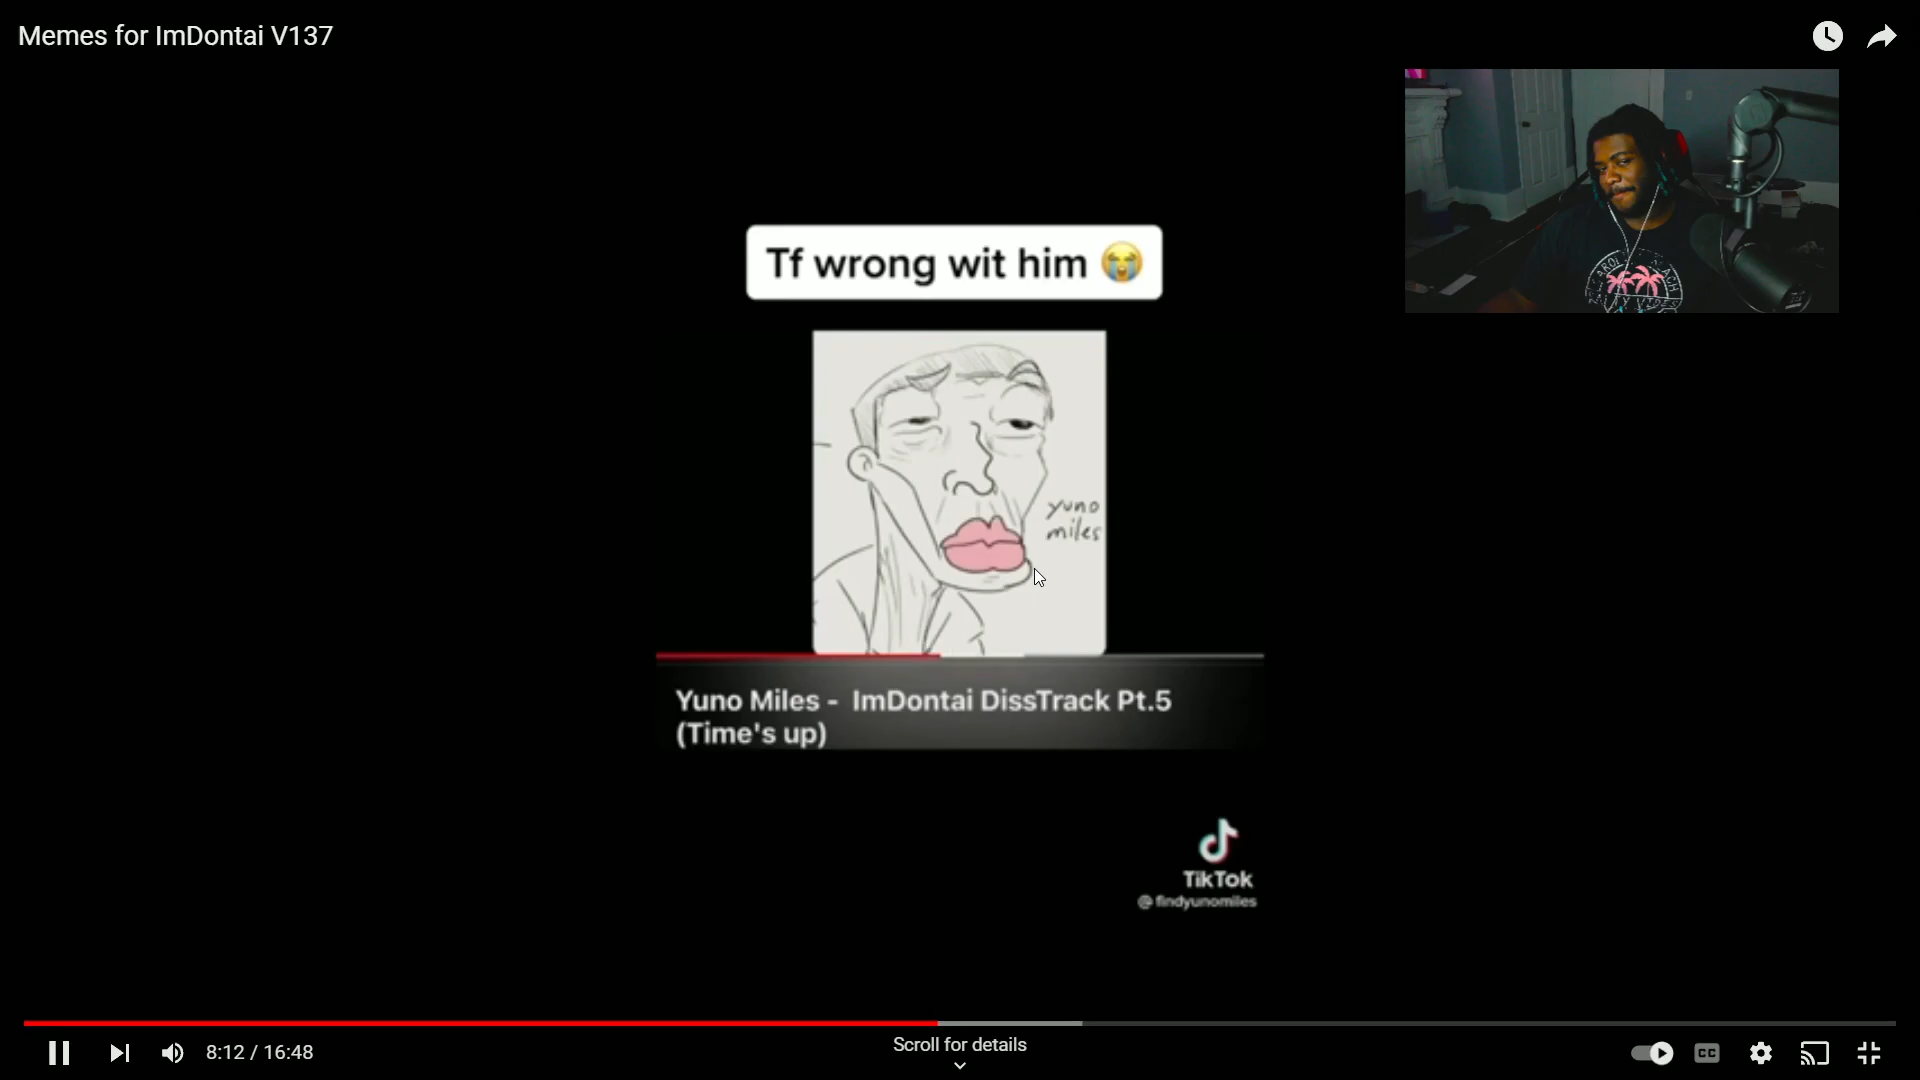 Memes for ImDontai V137
Tf wrong wit him 😭
yuno
miles
Yuno Miles - ImDontai DissTrack Pt.5
(Time's up)
TikTok
@findyunomiles
Scroll for details
8:12 / 16:48
CC